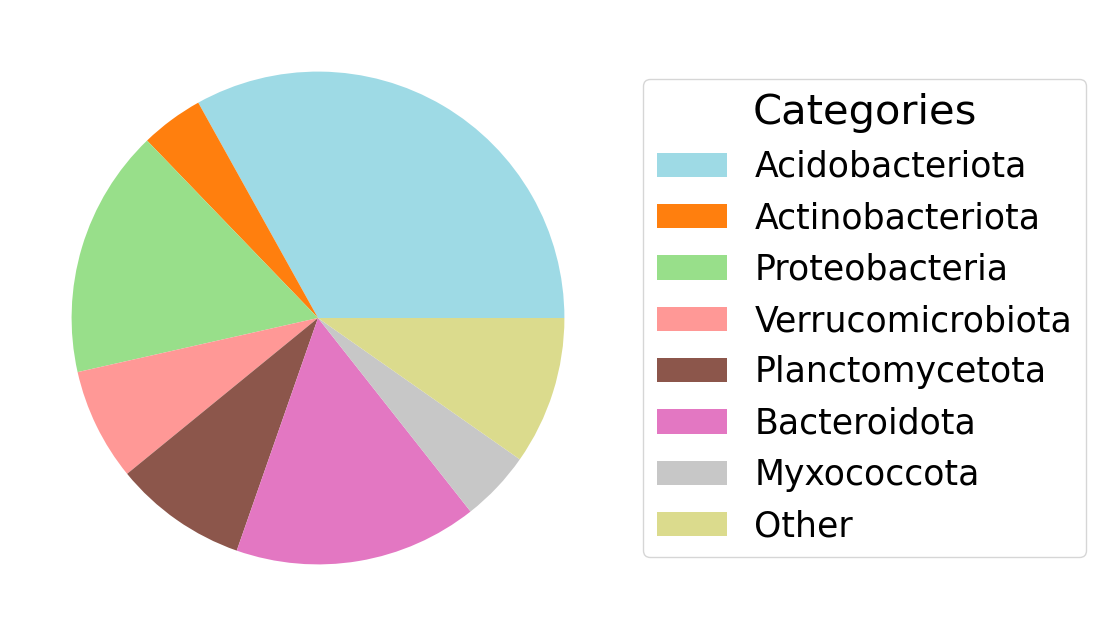 Categories
Acidobacteriota
Actinobacteriota
Proteobacteria
Verrucomicrobiota
Planctomycetota
Bacteroidota
Myxococcota
Other